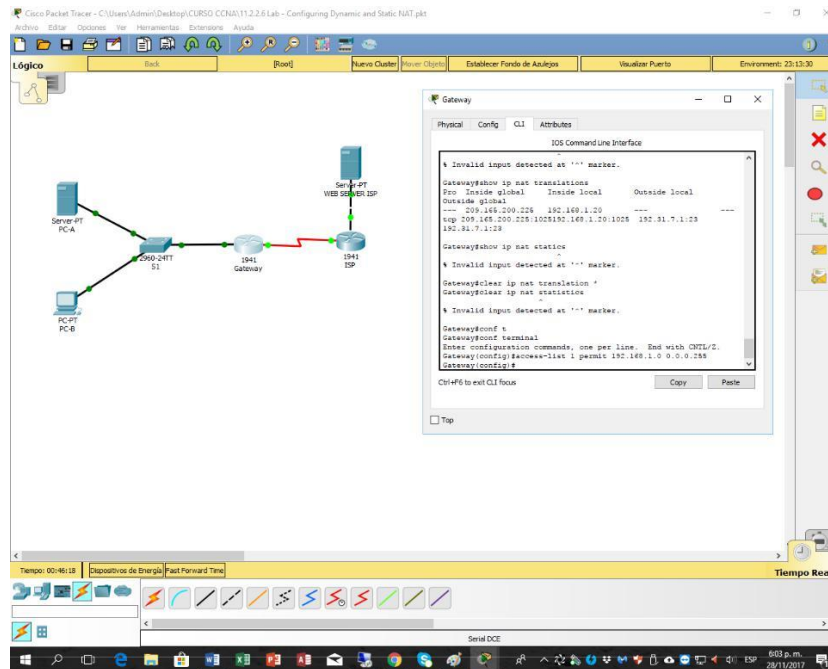 Cisco Packet Tracer - C:\Users\Admin\Desktop\CURSO CCNA\11.2.2.6 Lab - Configuring Dynamic and Static NAT.pkt
Archivo Editar Opciones Ver Herramientas Extensions Ayuda
Lógico Back [Root] Nuevo Cluster Mover Objeto Establecer Fondo de Azulejos Visualizar Puerto Environment: 23:13:30
Gateway
Physical Config CLI Attributes
IOS Command Line Interface
^
% Invalid input detected at '^' marker.
Gateway#show ip nat translations
Pro Inside global Inside local Outside local
Outside global
--- 209.165.200.225 192.168.1.20 --- ---
tcp 209.165.200.225:1025192.168.1.20:1025 192.31.7.1:23
192.31.7.1:23
Gateway#show ip nat statics
^
% Invalid input detected at '^' marker.
Gateway#clear ip nat translation *
Gateway#clear ip nat statistics
^
% Invalid input detected at '^' marker.
Gateway#conf t
Gateway#conf terminal
Enter configuration commands, one per line. End with CNTL/Z.
Gateway(config)#access-list 1 permit 192.168.1.0 0.0.0.255
Gateway(config)#
Ctrl+F6 to exit CLI focus Copy Paste
Top
Server-PT
WEB SERVER ISP
Server-PT
PC-A
2960-24TT
S1
1941
Gateway
1941
ISP
PC-PT
PC-B
Tiempo: 00:46:18 Dispositivos de Energía Fast Forward Time Tiempo Rea
Serial DCE
ESP 6:03 p. m.
28/11/2017